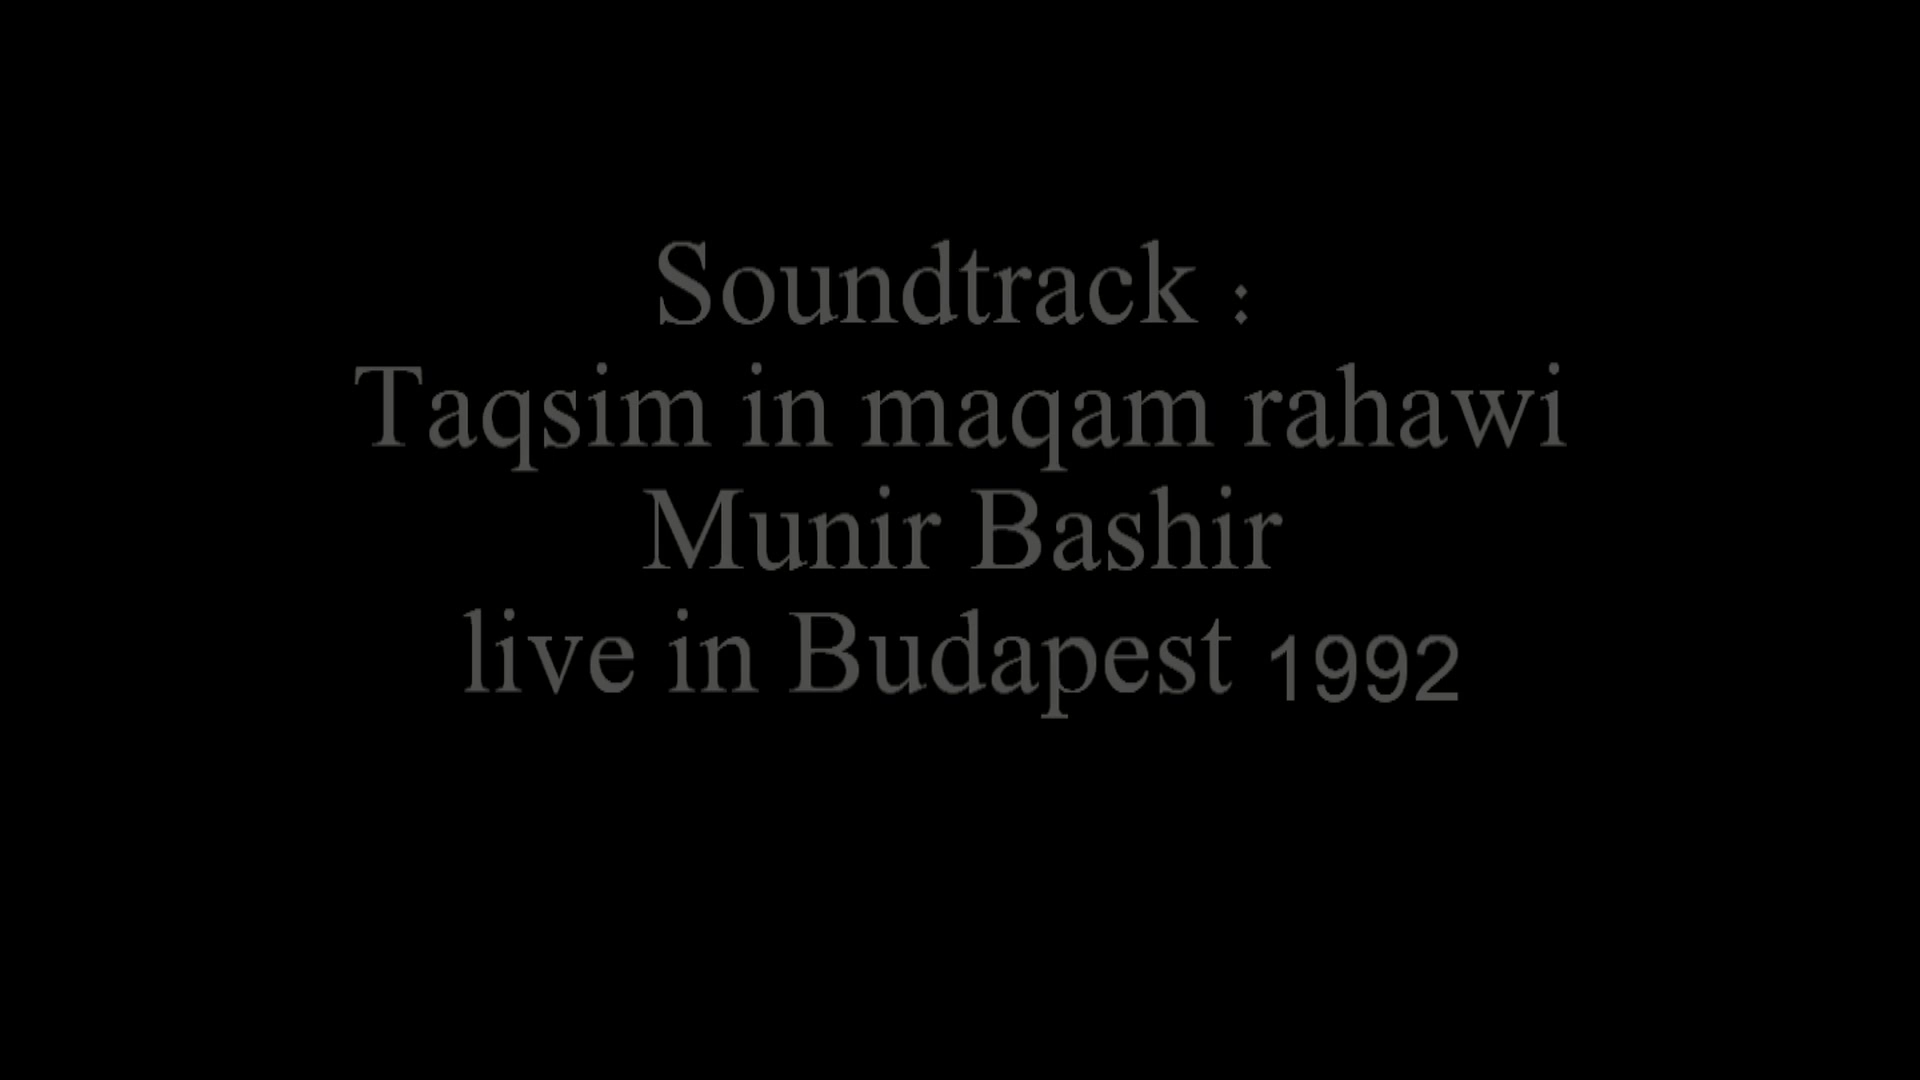 Soundtrack :
Taqsim in maqam rahawi
Munir Bashir
live in Budapest 1992